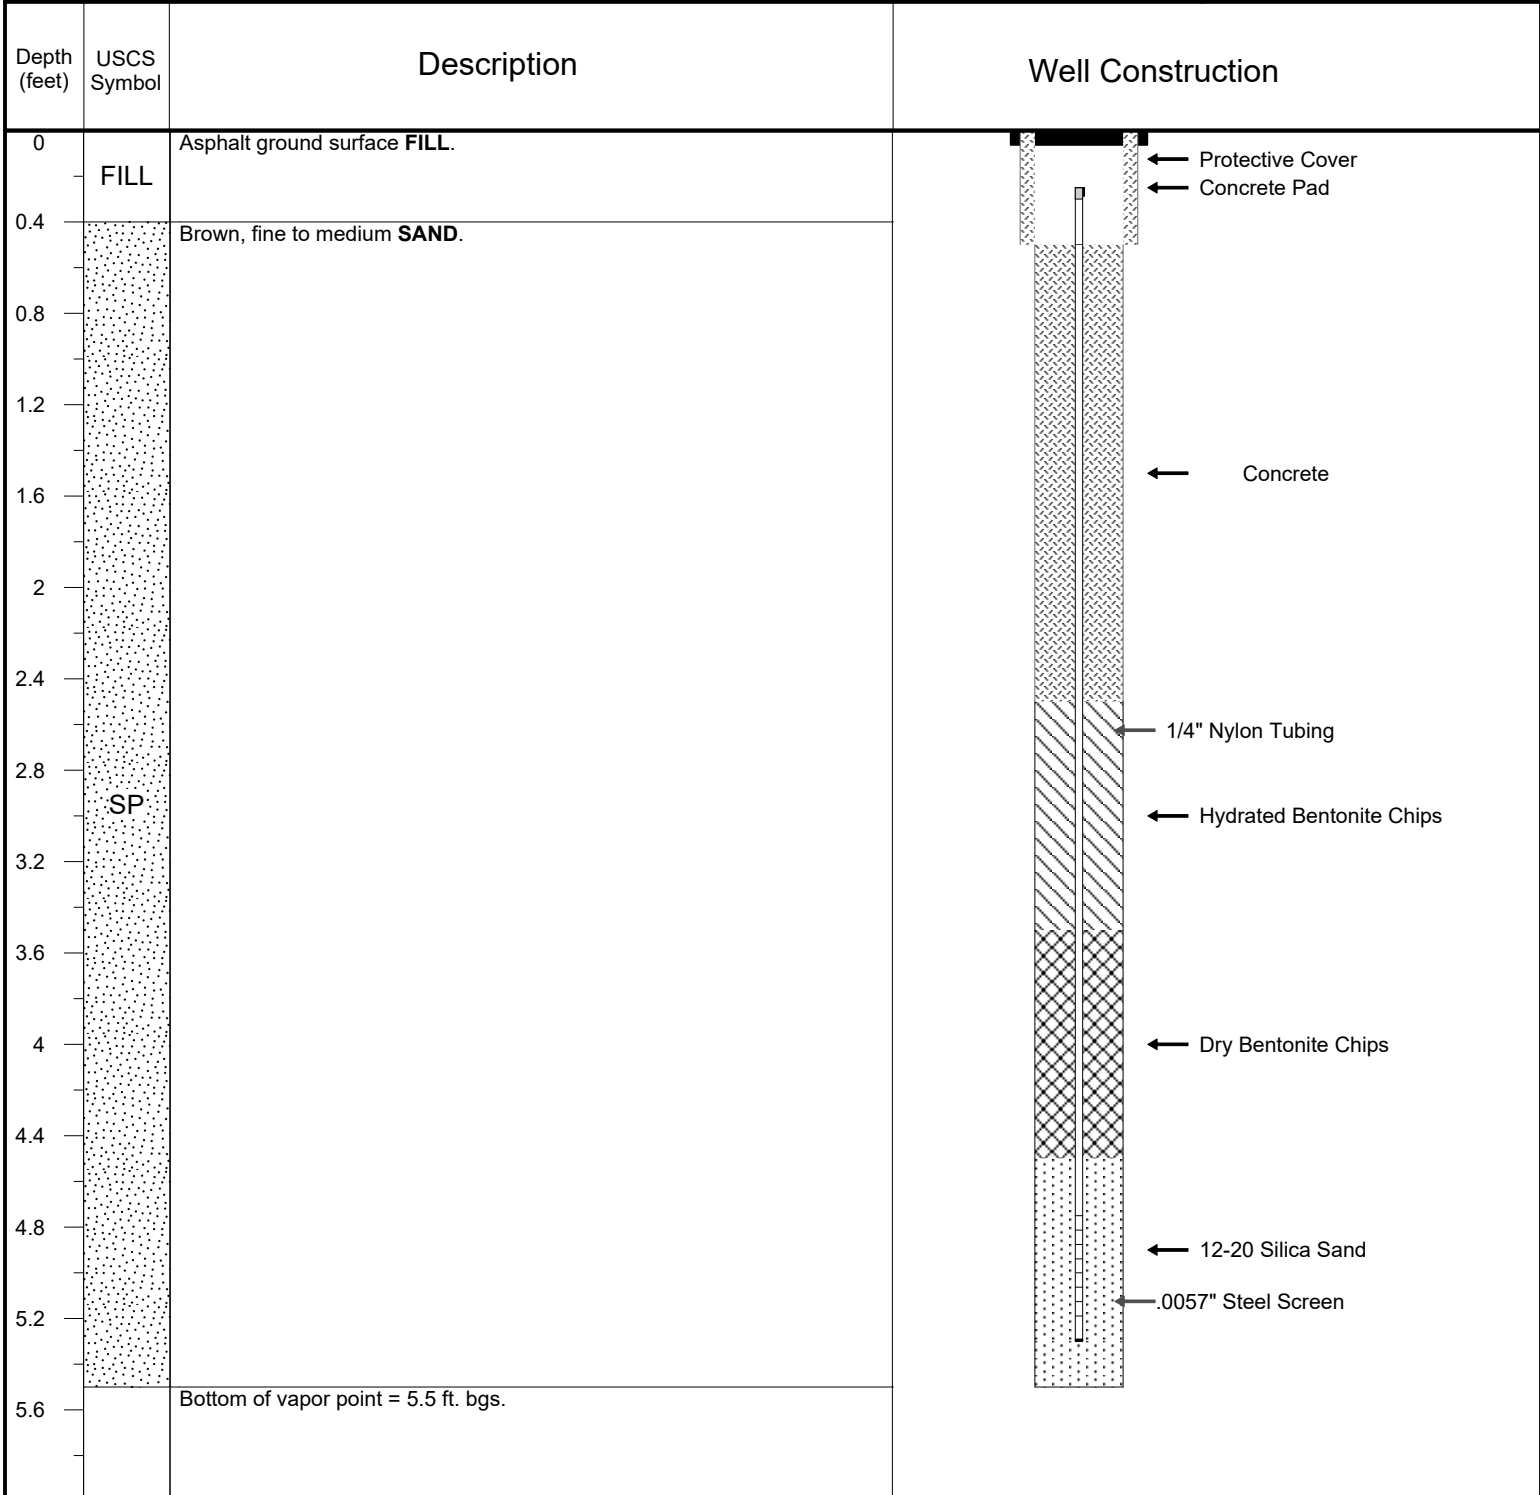 Depth
(feet)
USCS
Symbol
Description
Well Construction
0
Asphalt ground surface FILL.
FILL
Protective Cover
Concrete Pad
0.4
Brown, fine to medium SAND.
0.8
1.2
Concrete
1.6
2
2.4
1/4" Nylon Tubing
2.8
SP
Hydrated Bentonite Chips
3.2
3.6
4
Dry Bentonite Chips
4.4
4.8
12-20 Silica Sand
.0057" Steel Screen
5.2
Bottom of vapor point = 5.5 ft. bgs.
5.6